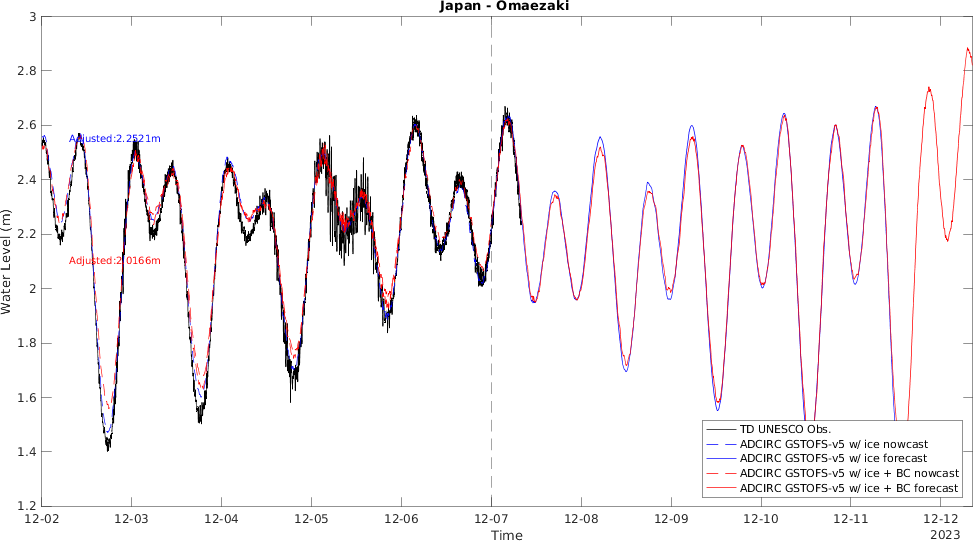 Japan - Omaezaki
3
2.8
2.6
2.4
2.2
2
1.8
1.6
1.4
1.2
Water Level (m)
Adjusted:2.2521m
Adjusted:2.0166m
TD UNESCO Obs.
ADCIRC GSTOFS-v5 w/ ice nowcast
ADCIRC GSTOFS-v5 w/ ice forecast
ADCIRC GSTOFS-v5 w/ ice + BC nowcast
ADCIRC GSTOFS-v5 w/ ice + BC forecast
12-02 12-03 12-04 12-05 12-06 12-07 12-08 12-09 12-10 12-11 12-12
2023
Time